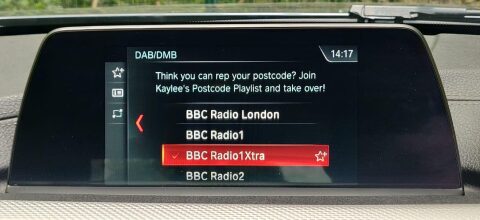 DAB/DMB 14:17
Think you can rep your postcode? Join
Kaylee's Postcode Playlist and take over!
BBC Radio London
BBC Radio1
BBC Radio1Xtra
BBC Radio2